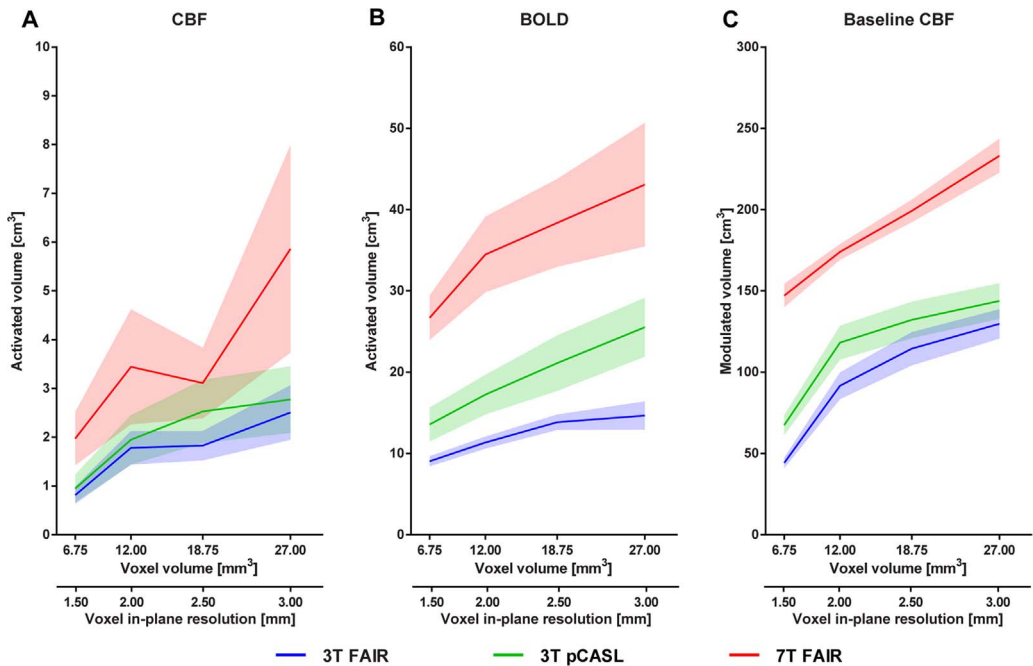 A
CBF
Activated volume [cm³]
10
9
8
7
6
5
4
3
2
1
0
6.75 12.00 18.75 27.00
Voxel volume [mm³]
1.50 2.00 2.50 3.00
Voxel in-plane resolution [mm]
B
BOLD
Activated volume [cm³]
60
50
40
30
20
10
0
6.75 12.00 18.75 27.00
Voxel volume [mm³]
1.50 2.00 2.50 3.00
Voxel in-plane resolution [mm]
C
Baseline CBF
Modulated volume [cm³]
300
250
200
150
100
50
0
6.75 12.00 18.75 27.00
Voxel volume [mm³]
1.50 2.00 2.50 3.00
Voxel in-plane resolution [mm]
3T FAIR 3T pCASL 7T FAIR